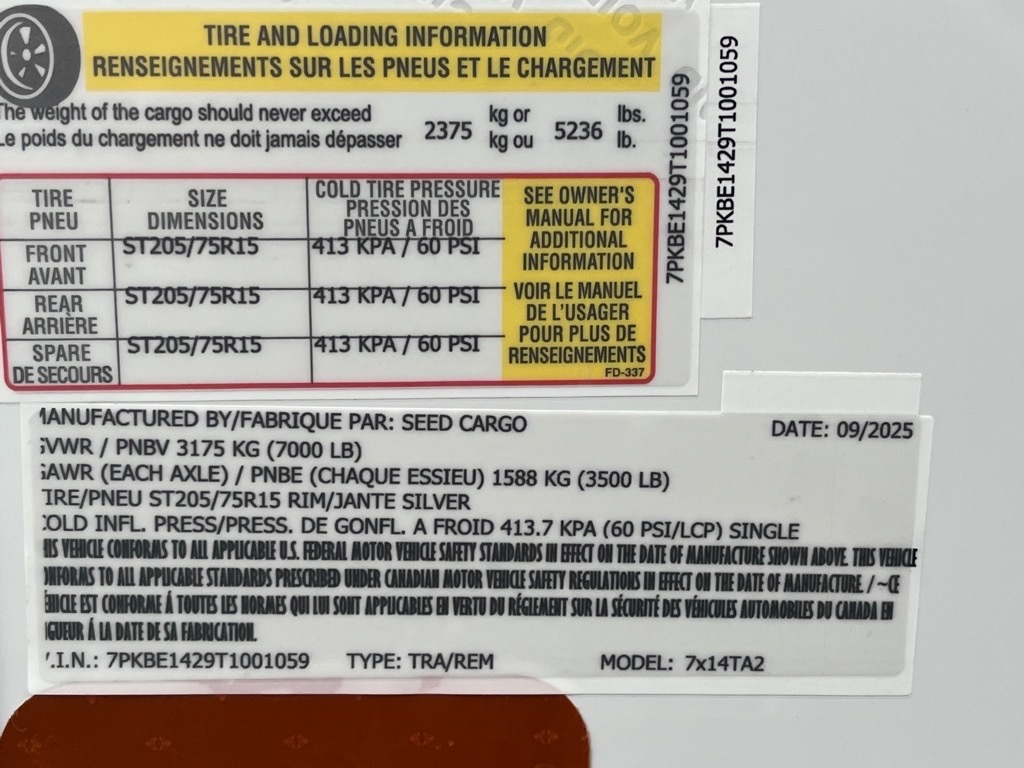 TIRE AND LOADING INFORMATION
RENSEIGNEMENTS SUR LES PNEUS ET LE CHARGEMENT
The weight of the cargo should never exceed 2375 kg or 5236 lbs.
Le poids du chargement ne doit jamais dépasser kg ou lb.
TIRE PNEU
SIZE DIMENSIONS
COLD TIRE PRESSURE
PRESSION DES
PNEUS A FROID
FRONT AVANT ST205/75R15 413 KPA / 60 PSI
REAR ARRIÈRE ST205/75R15 413 KPA / 60 PSI
SPARE DE SECOURS ST205/75R15 413 KPA / 60 PSI
SEE OWNER'S
MANUAL FOR
ADDITIONAL
INFORMATION
VOIR LE MANUEL
DE L'USAGER
POUR PLUS DE
RENSEIGNEMENTS
FD-337
7PKBE1429T1001059
7PKBE1429T1001059
MANUFACTURED BY/FABRIQUE PAR: SEED CARGO DATE: 09/2025
GVWR / PNBV 3175 KG (7000 LB)
GAWR (EACH AXLE) / PNBE (CHAQUE ESSIEU) 1588 KG (3500 LB)
TIRE/PNEU ST205/75R15 RIM/JANTE SILVER
COLD INFL. PRESS/PRESS. DE GONFL. A FROID 413.7 KPA (60 PSI/LCP) SINGLE
HIS VEHICLE CONFORMS TO ALL APPLICABLE U.S. FEDERAL MOTOR VEHICLE SAFETY STANDARDS IN EFFECT ON THE DATE OF MANUFACTURE SHOWN ABOVE. THIS VEHICLE
ONFORMS TO ALL APPLICABLE STANDARDS PRESCRIBED UNDER CANADIAN MOTOR VEHICLE SAFETY REGULATIONS IN EFFECT ON THE DATE OF MANUFACTURE. / ~CE
ÉHICLE EST CONFORME Á TOUTES LES NORMES QUI LUI SONT APPLICABLES EN VERTU DU RÉGLEMENT SUR LA SÉCURITÉ DES VÉHICULES AUTOMOBILES DU CANADA EN
IGUEUR Á LA DATE DE SA FABRICATION.
V.I.N.: 7PKBE1429T1001059 TYPE: TRA/REM MODEL: 7x14TA2